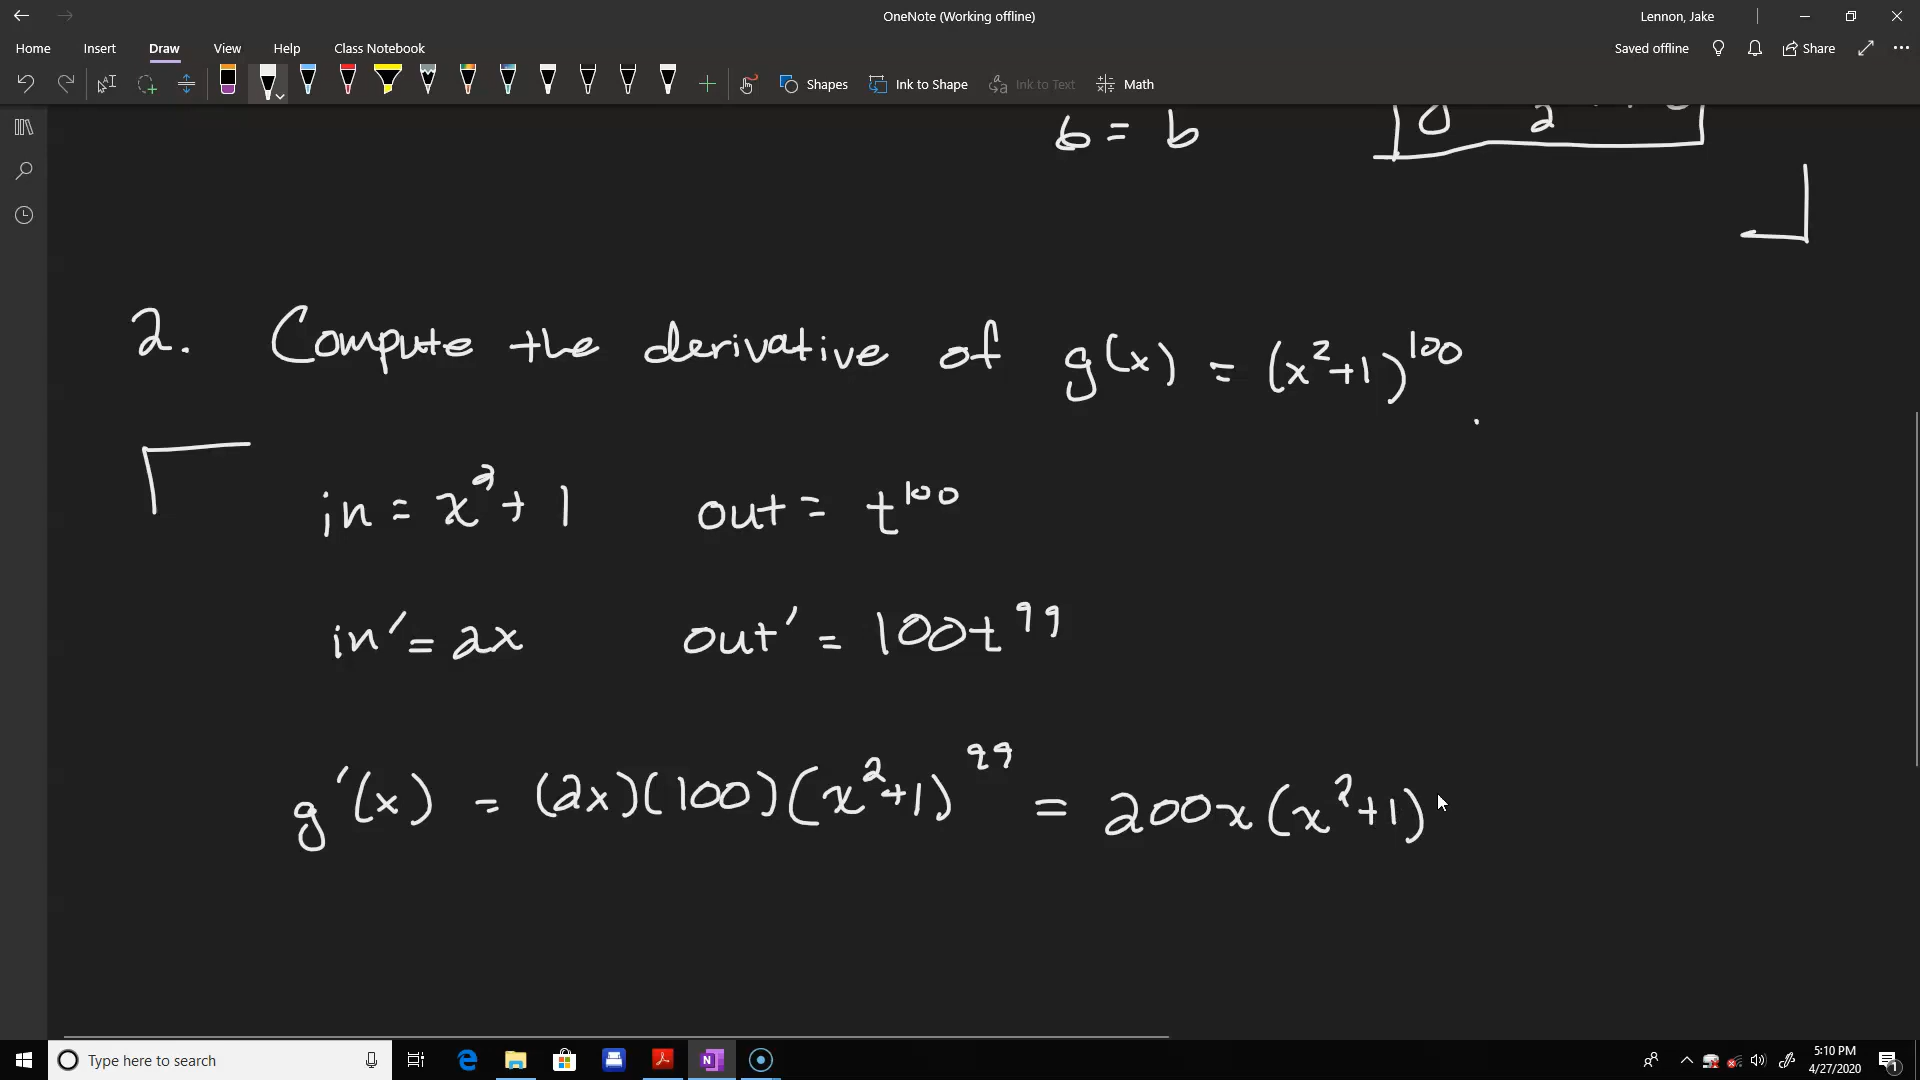 OneNote (Working offline)
Lennon, Jake
Home Insert Draw View Help Class Notebook
Saved offline Share
Shapes Ink to Shape Ink to Text Math
6 = b
2. Compute the derivative of g(x) = (x²+1)¹⁰⁰.
in = x² + 1 out = t¹⁰⁰
in' = 2x out' = 100t⁹⁹
g'(x) = (2x)(100)(x²+1)⁹⁹ = 200x(x²+1)
Type here to search
5:10 PM
4/27/2020
1